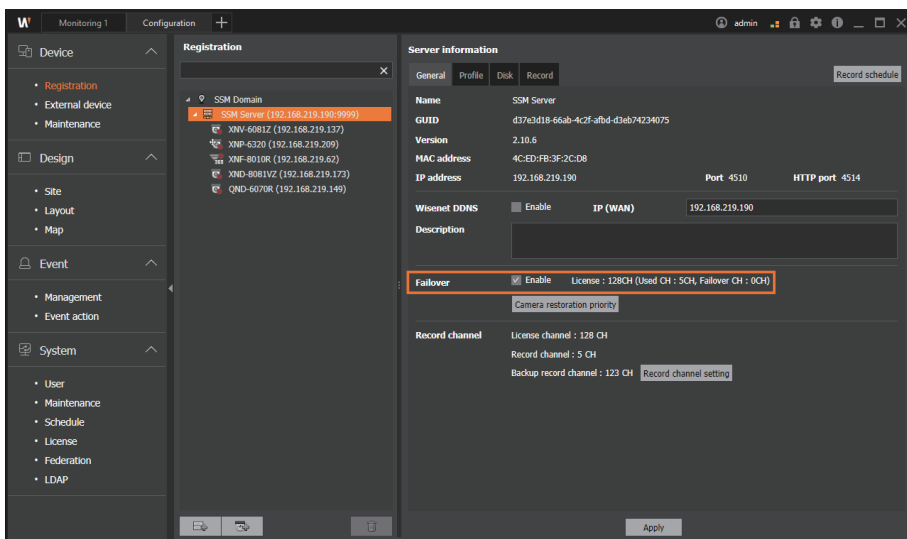 W
Monitoring 1
Configuration
admin
Device
• Registration
• External device
• Maintenance
Design
• Site
• Layout
• Map
Event
• Management
• Event action
System
• User
• Maintenance
• Schedule
• License
• Federation
• LDAP
Registration
SSM Domain
SSM Server (192.168.219.190:9999)
XNV-6081Z (192.168.219.137)
XNP-6320 (192.168.219.209)
XNF-8010R (192.168.219.62)
XND-8081VZ (192.168.219.173)
QND-6070R (192.168.219.149)
Server information
General Profile Disk Record
Record schedule
Name SSM Server
GUID d37e3d18-66ab-4c2f-afbd-d3eb74234075
Version 2.10.6
MAC address 4C:ED:FB:3F:2C:D8
IP address 192.168.219.190 Port 4510 HTTP port 4514
Wisenet DDNS Enable IP (WAN) 192.168.219.190
Description
Failover Enable License : 128CH (Used CH : 5CH, Failover CH : 0CH)
Camera restoration priority
Record channel License channel : 128 CH
Record channel : 5 CH
Backup record channel : 123 CH Record channel setting
Apply